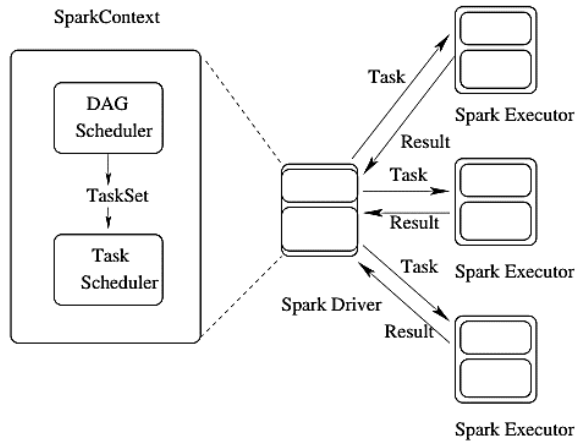 SparkContext
DAG
Scheduler
TaskSet
Task
Scheduler
Spark Driver
Task
Result
Spark Executor
Task
Result
Spark Executor
Task
Result
Spark Executor